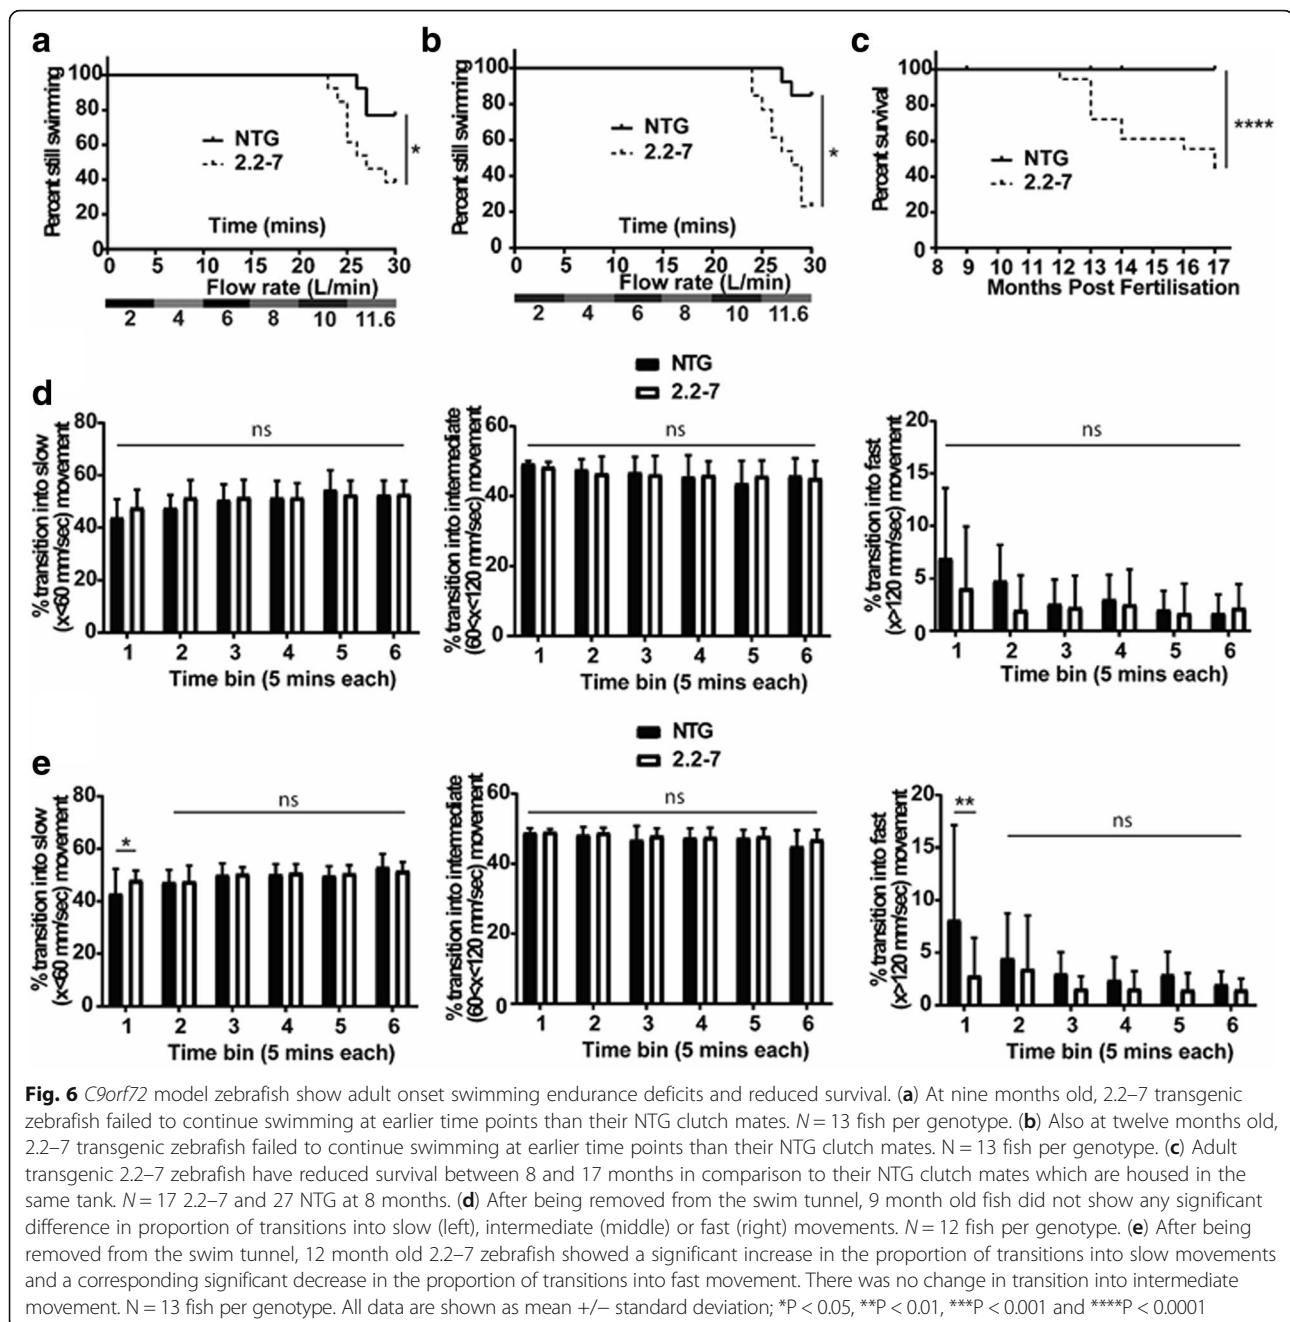 a
b
c
Percent still swimming
100
80
60
40
20
0
NTG
2.2-7
*
Time (mins)
0 5 10 15 20 25 30
Flow rate (L/min)
2 4 6 8 10 11.6
Percent still swimming
100
80
60
40
20
0
NTG
2.2-7
*
Time (mins)
0 5 10 15 20 25 30
Flow rate (L/min)
2 4 6 8 10 11.6
Percent survival
100
80
60
40
20
0
NTG
2.2-7
****
8 9 10 11 12 13 14 15 16 17
Months Post Fertilisation
NTG
2.2-7
d
% transition into slow
(x<60 mm/sec) movement
80
60
40
20
0
ns
1 2 3 4 5 6
Time bin (5 mins each)
% transition into intermediate
(60<x<120 mm/sec) movement
60
40
20
0
ns
1 2 3 4 5 6
Time bin (5 mins each)
% transition into fast
(x>120 mm/sec) movement
20
15
10
5
0
ns
1 2 3 4 5 6
Time bin (5 mins each)
NTG
2.2-7
e
% transition into slow
(x<60 mm/sec) movement
80
60
40
20
0
*
ns
1 2 3 4 5 6
Time bin (5 mins each)
% transition into intermediate
(60<x<120 mm/sec) movement
60
40
20
0
ns
1 2 3 4 5 6
Time bin (5 mins each)
% transition into fast
(x>120 mm/sec) movement
20
15
10
5
0
**
ns
1 2 3 4 5 6
Time bin (5 mins each)
Fig. 6 C9orf72 model zebrafish show adult onset swimming endurance deficits and reduced survival. (a) At nine months old, 2.2–7 transgenic
zebrafish failed to continue swimming at earlier time points than their NTG clutch mates. N = 13 fish per genotype. (b) Also at twelve months old,
2.2–7 transgenic zebrafish failed to continue swimming at earlier time points than their NTG clutch mates. N = 13 fish per genotype. (c) Adult
transgenic 2.2–7 zebrafish have reduced survival between 8 and 17 months in comparison to their NTG clutch mates which are housed in the
same tank. N = 17 2.2–7 and 27 NTG at 8 months. (d) After being removed from the swim tunnel, 9 month old fish did not show any significant
difference in proportion of transitions into slow (left), intermediate (middle) or fast (right) movements. N = 12 fish per genotype. (e) After being
removed from the swim tunnel, 12 month old 2.2–7 zebrafish showed a significant increase in the proportion of transitions into slow movements
and a corresponding significant decrease in the proportion of transitions into fast movement. There was no change in transition into intermediate
movement. N = 13 fish per genotype. All data are shown as mean +/− standard deviation; *P < 0.05, **P < 0.01, ***P < 0.001 and ****P < 0.0001